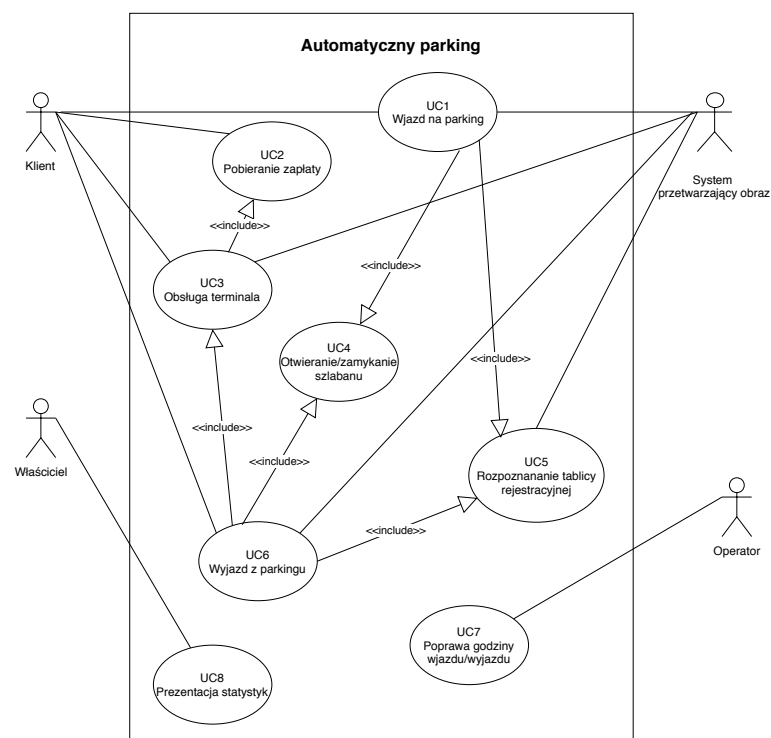 Automatyczny parking
UC1
Wjazd na parking
Klient
UC2
Pobieranie zapłaty
System
przetwarzający obraz
<<include>>
UC3
Obsługa terminala
<<include>>
UC4
Otwieranie/zamykanie
szlabanu
<<include>>
<<include>>
<<include>>
Właściciel
UC5
Rozpoznananie tablicy
rejestracyjnej
<<include>>
UC6
Wyjazd z parkingu
Operator
UC7
Poprawa godziny
wjazdu/wyjazdu
UC8
Prezentacja statystyk